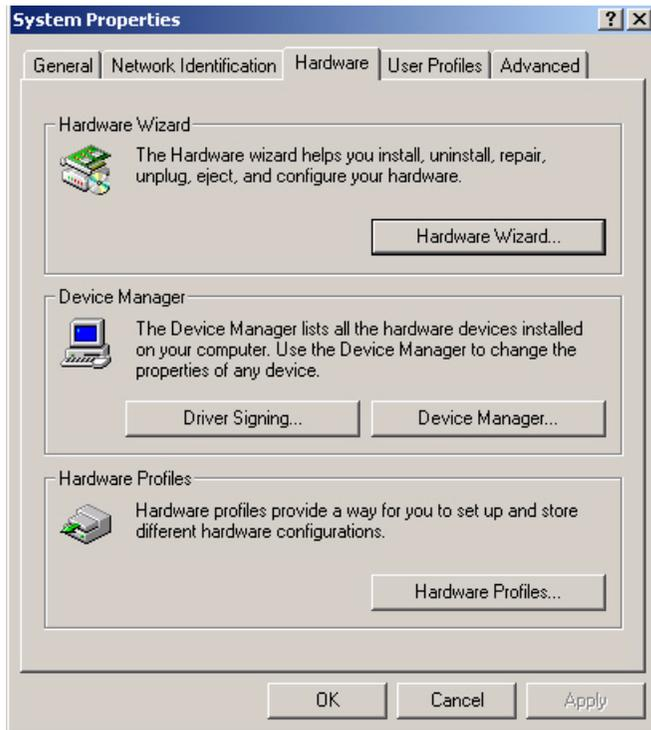 System Properties
General
Network Identification
Hardware
User Profiles
Advanced
Hardware Wizard
The Hardware wizard helps you install, uninstall, repair,
unplug, eject, and configure your hardware.
Hardware Wizard...
Device Manager
The Device Manager lists all the hardware devices installed
on your computer. Use the Device Manager to change the
properties of any device.
Driver Signing...
Device Manager...
Hardware Profiles
Hardware profiles provide a way for you to set up and store
different hardware configurations.
Hardware Profiles...
OK
Cancel
Apply